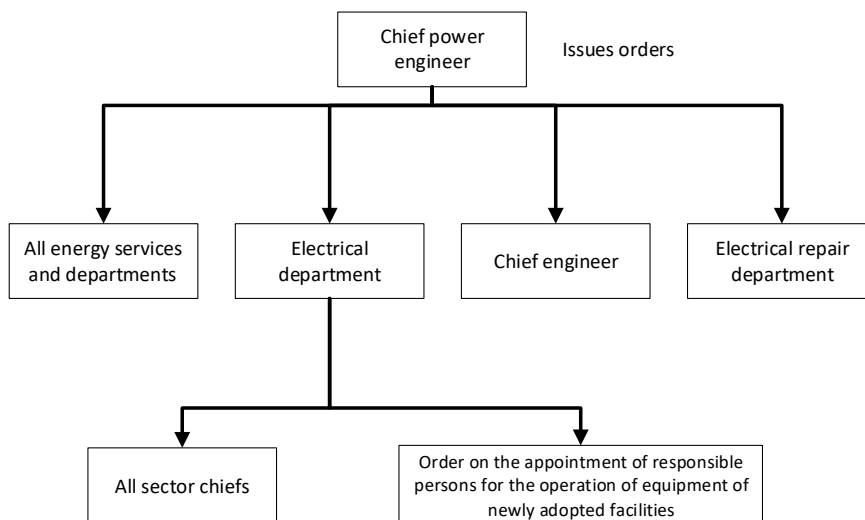 Chief power
engineer
Issues orders
All energy services
and departments
Electrical
department
Chief engineer
Electrical repair
department
All sector chiefs
Order on the appointment of responsible
persons for the operation of equipment of
newly adopted facilities